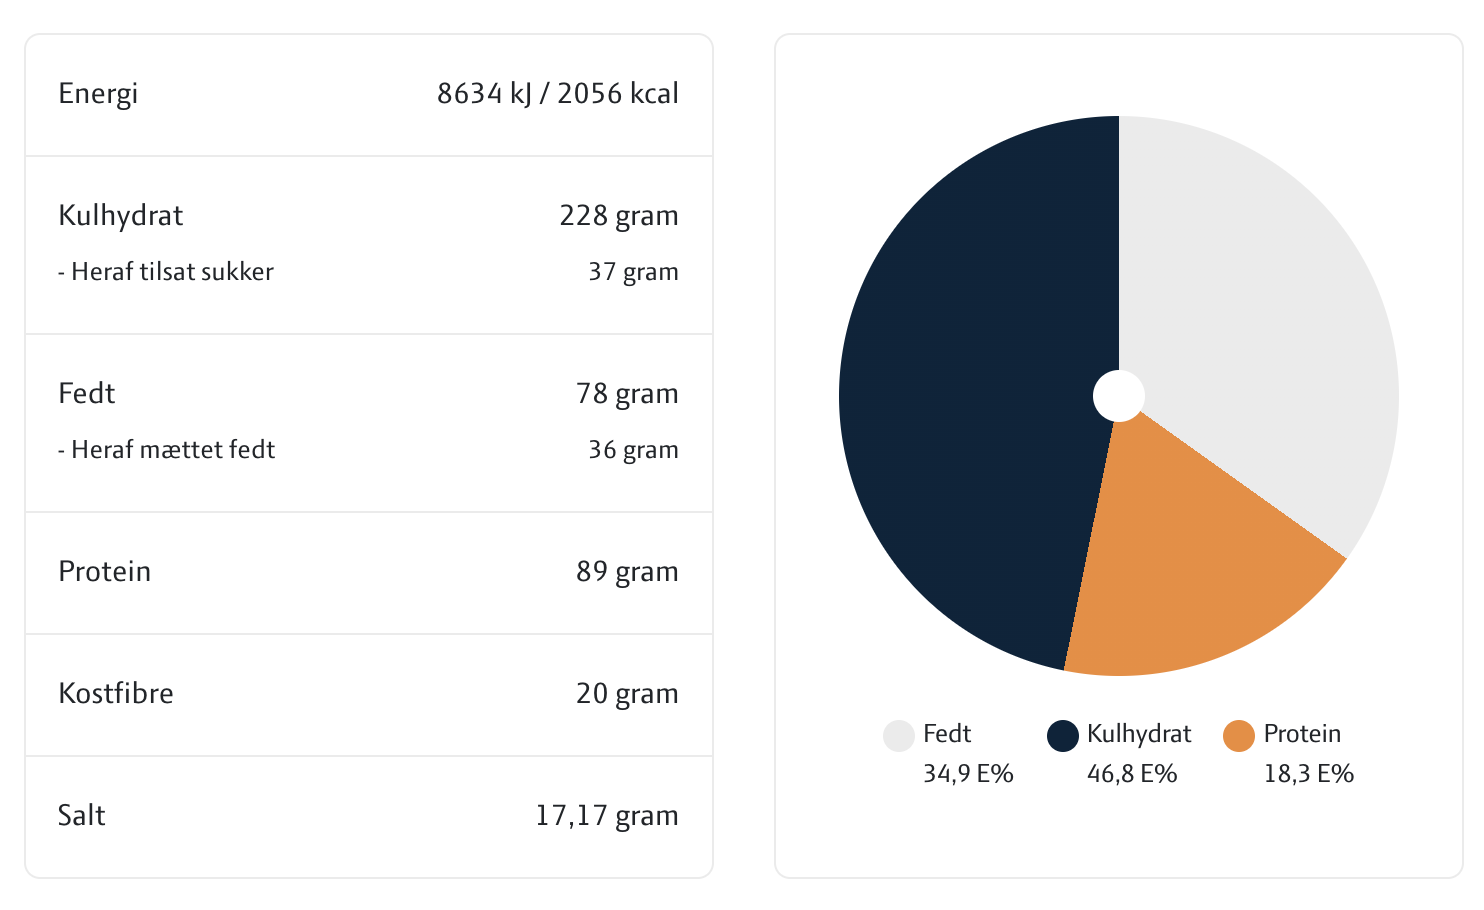 Energi 8634 kJ / 2056 kcal
Kulhydrat 228 gram
- Heraf tilsat sukker 37 gram
Fedt 78 gram
- Heraf mættet fedt 36 gram
Protein 89 gram
Kostfibre 20 gram
Salt 17,17 gram
Fedt Kulhydrat Protein
34,9 E% 46,8 E% 18,3 E%